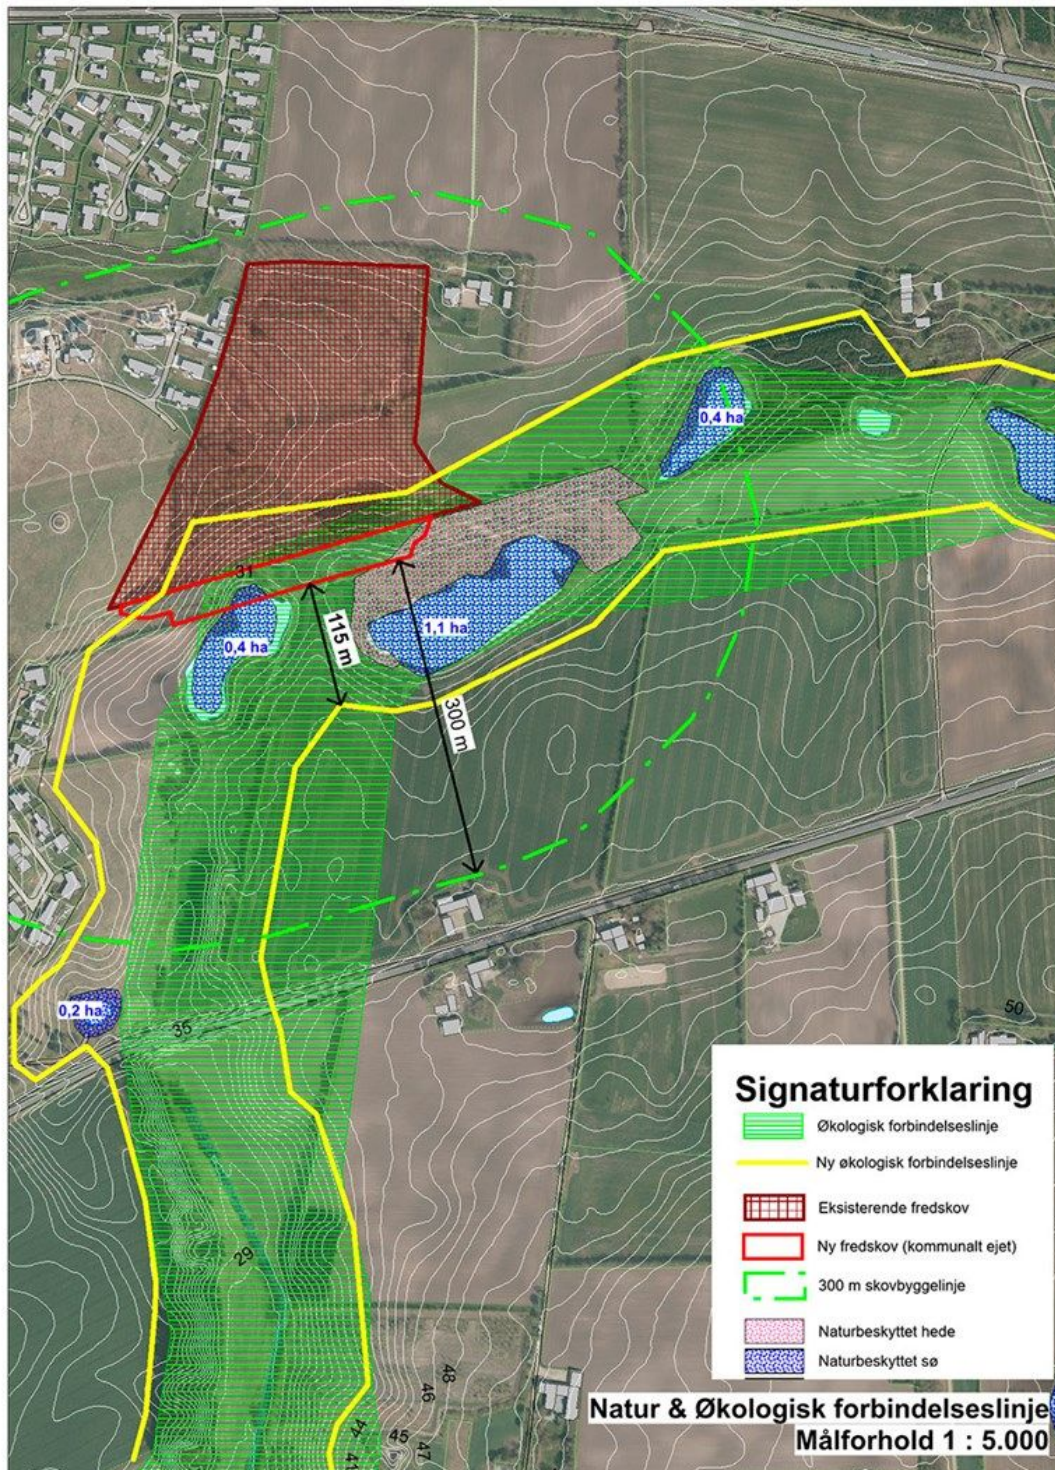 0,4 ha
31
1,1 ha
0,4 ha
115 m
300 m
0,2 ha
35
50
29
48
46
44
45
47
41
Signaturforklaring
Økologisk forbindelseslinje
Ny økologisk forbindelseslinje
Eksisterende fredskov
Ny fredskov (kommunalt ejet)
300 m skovbyggelinje
Naturbeskyttet hede
Naturbeskyttet sø
Natur & Økologisk forbindelseslinje
Målforhold 1 : 5.000